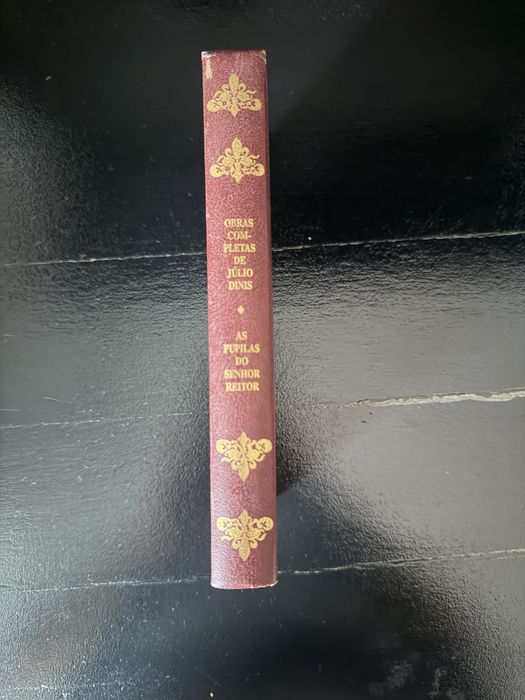 OBRAS
COM-
PLETAS
DE
JÚLIO
DINIS
AS
PUPILAS
DO
SENHOR
REITOR